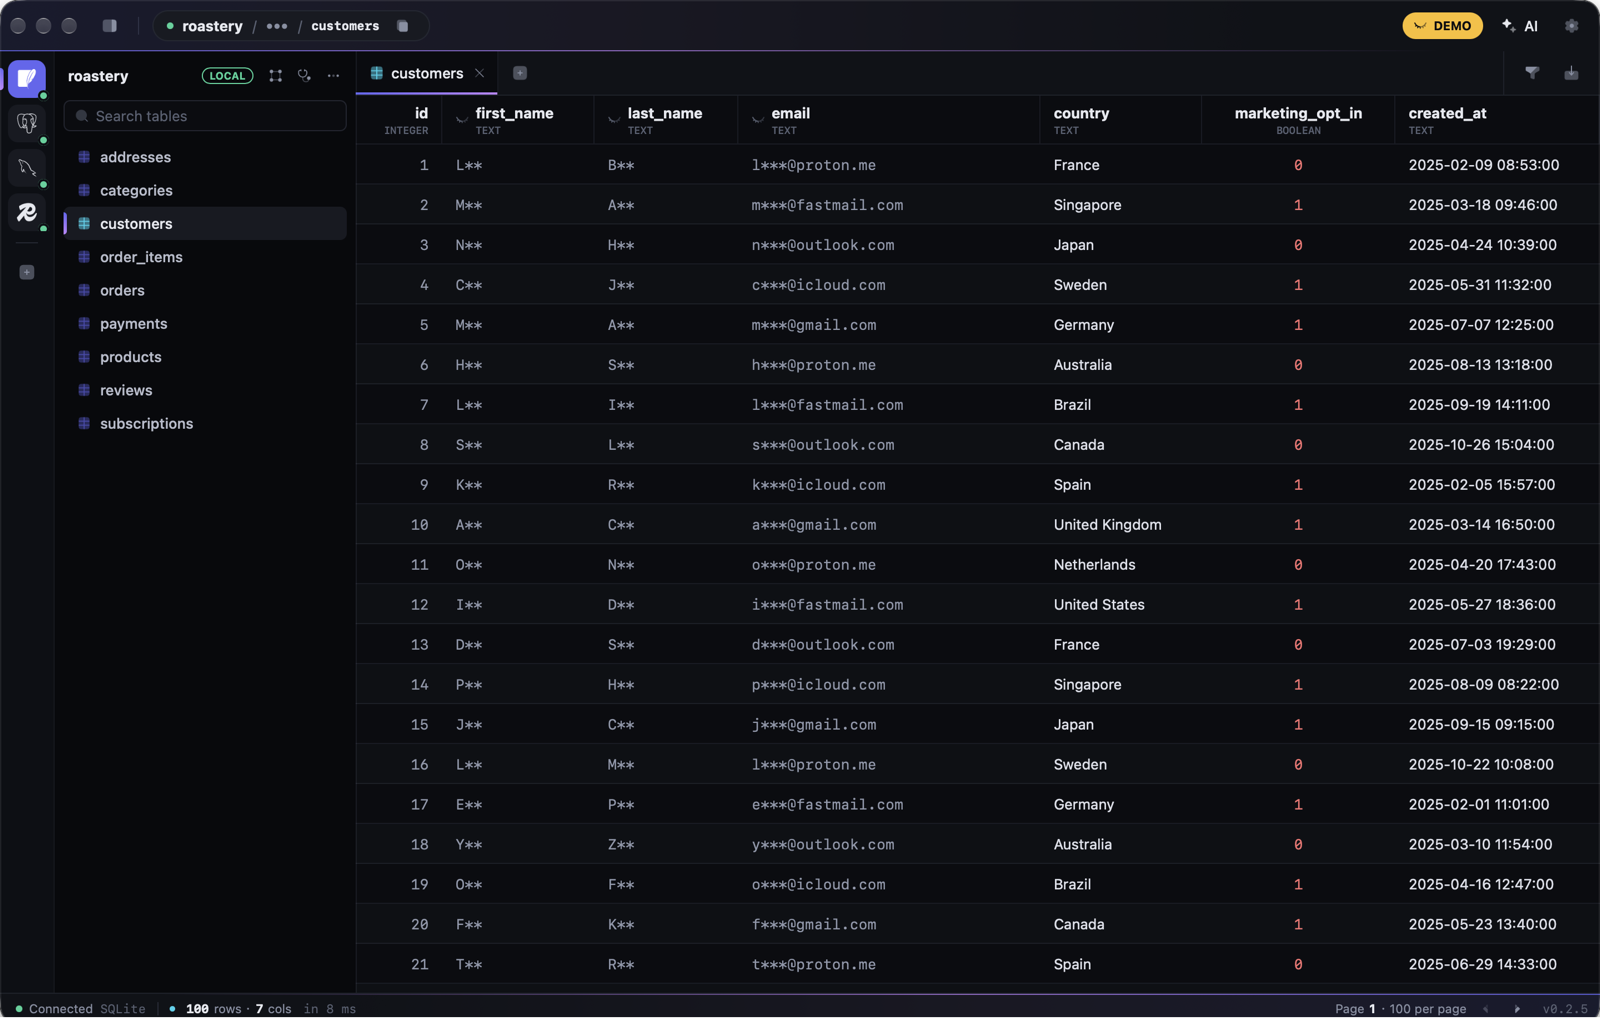 roastery / ••• / customers
DEMO
AI
roastery
LOCAL
customers
Search tables
addresses
categories
customers
order_items
orders
payments
products
reviews
subscriptions
id first_name last_name email country marketing_opt_in created_at
INTEGER TEXT TEXT TEXT TEXT BOOLEAN TEXT
1 L** B** l***@proton.me France 0 2025-02-09 08:53:00
2 M** A** m***@fastmail.com Singapore 1 2025-03-18 09:46:00
3 N** H** n***@outlook.com Japan 0 2025-04-24 10:39:00
4 C** J** c***@icloud.com Sweden 1 2025-05-31 11:32:00
5 M** A** m***@gmail.com Germany 1 2025-07-07 12:25:00
6 H** S** h***@proton.me Australia 0 2025-08-13 13:18:00
7 L** I** l***@fastmail.com Brazil 1 2025-09-19 14:11:00
8 S** L** s***@outlook.com Canada 0 2025-10-26 15:04:00
9 K** R** k***@icloud.com Spain 1 2025-02-05 15:57:00
10 A** C** a***@gmail.com United Kingdom 1 2025-03-14 16:50:00
11 O** N** o***@proton.me Netherlands 0 2025-04-20 17:43:00
12 I** D** i***@fastmail.com United States 1 2025-05-27 18:36:00
13 D** S** d***@outlook.com France 0 2025-07-03 19:29:00
14 P** H** p***@icloud.com Singapore 1 2025-08-09 08:22:00
15 J** C** j***@gmail.com Japan 1 2025-09-15 09:15:00
16 L** M** l***@proton.me Sweden 0 2025-10-22 10:08:00
17 E** P** e***@fastmail.com Germany 1 2025-02-01 11:01:00
18 Y** Z** y***@outlook.com Australia 0 2025-03-10 11:54:00
19 O** F** o***@icloud.com Brazil 1 2025-04-16 12:47:00
20 F** K** f***@gmail.com Canada 1 2025-05-23 13:40:00
21 T** R** t***@proton.me Spain 0 2025-06-29 14:33:00
Connected SQLite 100 rows · 7 cols in 8 ms
Page 1 · 100 per page v0.2.5